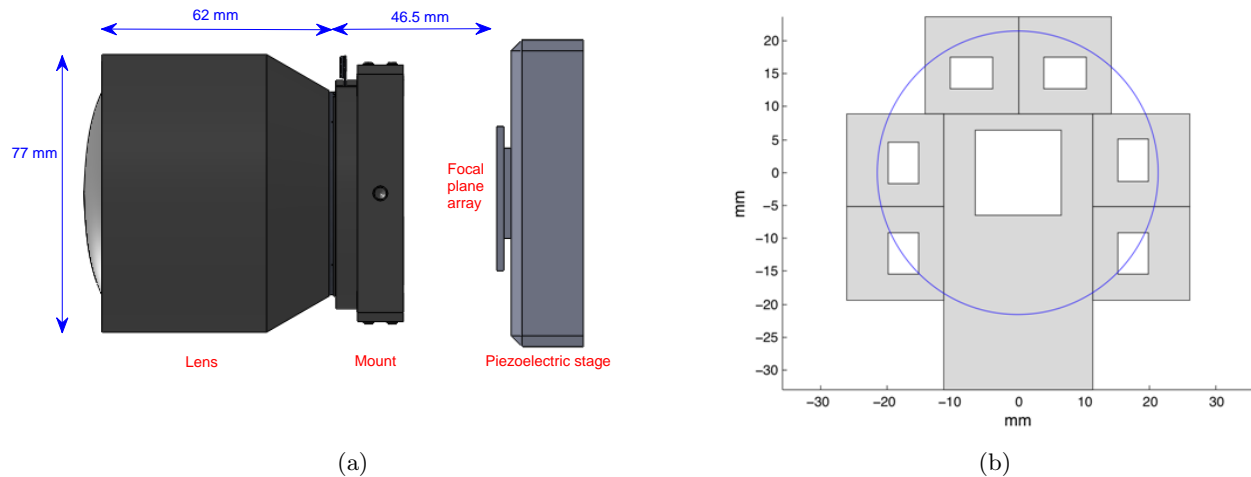 62 mm
46.5 mm
77 mm
Focal
plane
array
Lens
Mount
Piezoelectric stage
(a)
20
15
10
5
0
−5
−10
−15
−20
−25
−30
mm
−30
−20
−10
0
10
20
30
mm
(b)